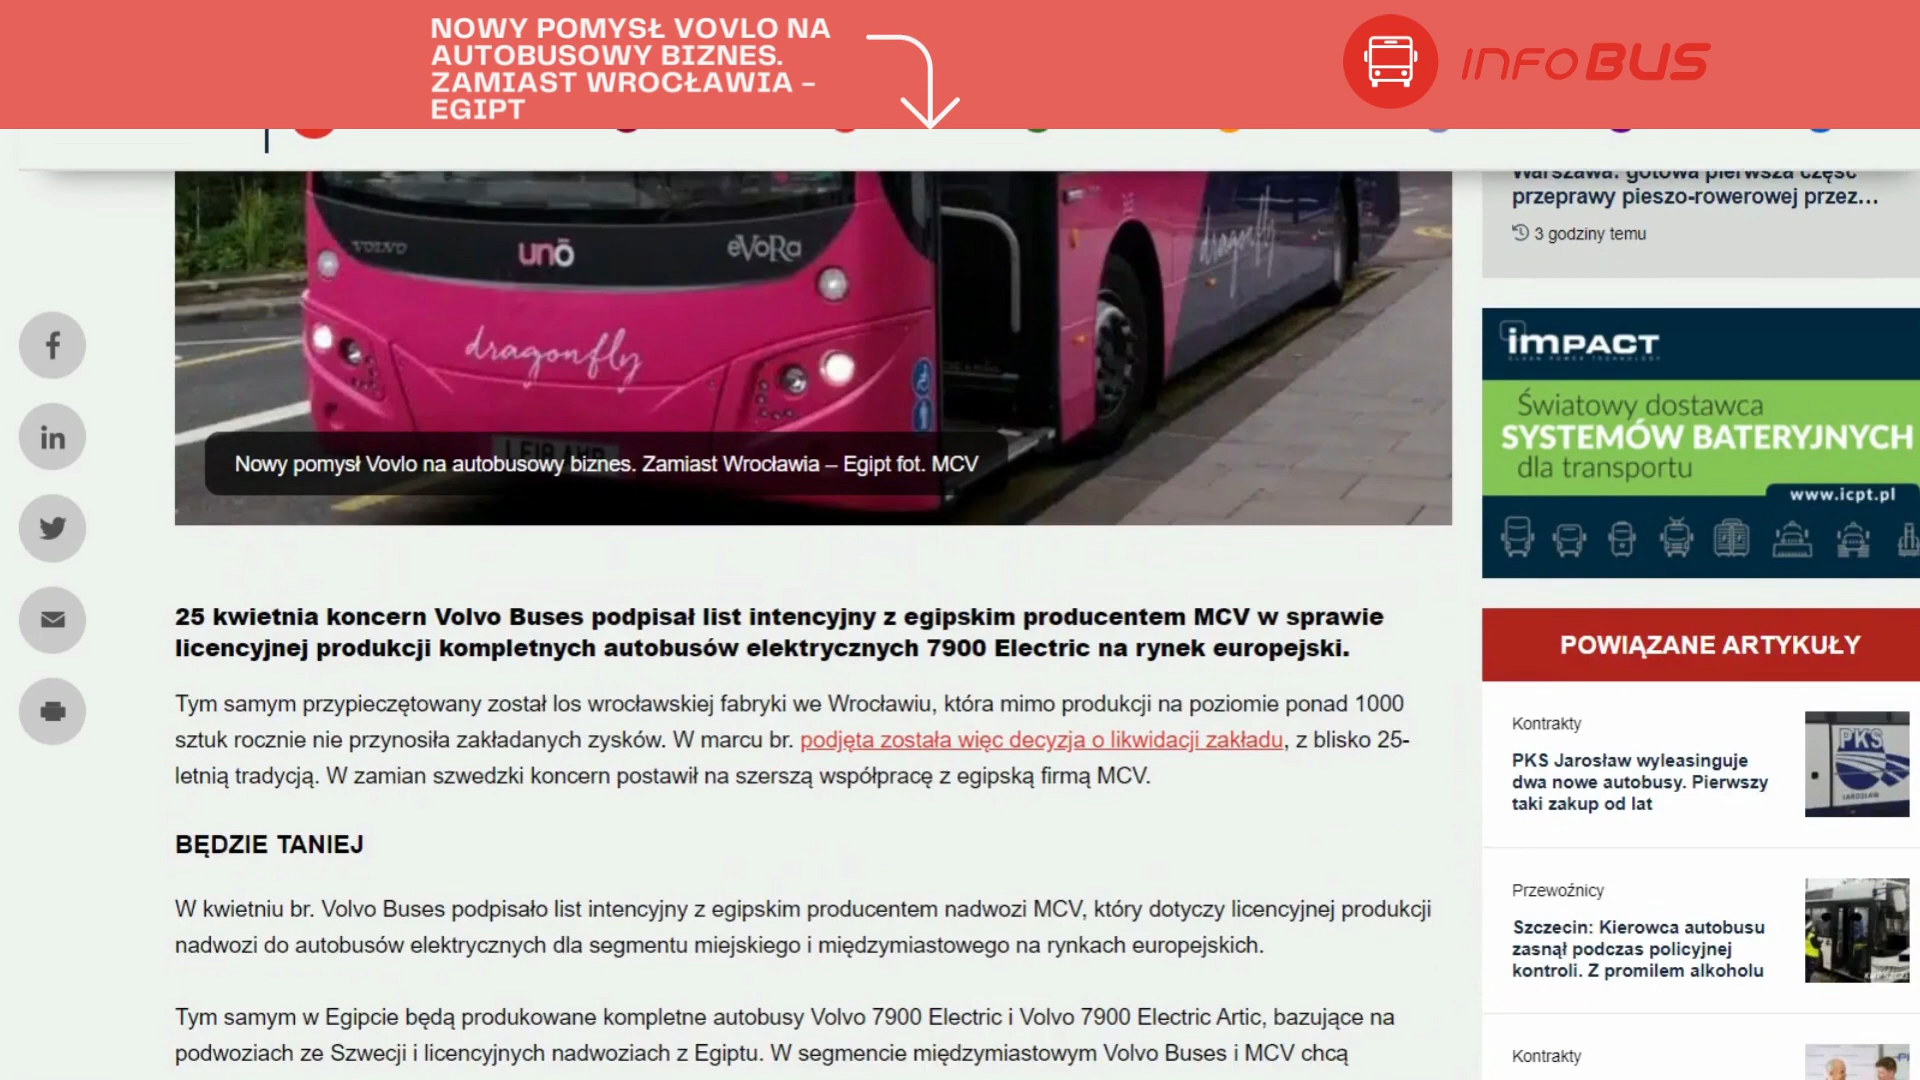 NOWY POMYSŁ VOVLO NA
AUTOBUSOWY BIZNES.
ZAMIAST WROCŁAWIA –
EGIPT
INFOBUS
VOLVO
unō
eVoRa
dragonfly
dragonfly
Nowy pomysł Vovlo na autobusowy biznes. Zamiast Wrocławia – Egipt fot. MCV
25 kwietnia koncern Volvo Buses podpisał list intencyjny z egipskim producentem MCV w sprawie
licencyjnej produkcji kompletnych autobusów elektrycznych 7900 Electric na rynek europejski.
Tym samym przypieczętowany został los wrocławskiej fabryki we Wrocławiu, która mimo produkcji na poziomie ponad 1000
sztuk rocznie nie przynosiła zakładanych zysków. W marcu br. podjęta została więc decyzja o likwidacji zakładu, z blisko 25-
letnią tradycją. W zamian szwedzki koncern postawił na szerszą współpracę z egipską firmą MCV.
BĘDZIE TANIEJ
W kwietniu br. Volvo Buses podpisało list intencyjny z egipskim producentem nadwozi MCV, który dotyczy licencyjnej produkcji
nadwozi do autobusów elektrycznych dla segmentu miejskiego i międzymiastowego na rynkach europejskich.
Tym samym w Egipcie będą produkowane kompletne autobusy Volvo 7900 Electric i Volvo 7900 Electric Artic, bazujące na
podwoziach ze Szwecji i licencyjnych nadwoziach z Egiptu. W segmencie międzymiastowym Volvo Buses i MCV chcą
Warszawa: gotowa pierwsza część
przeprawy pieszo-rowerowej przez...
3 godziny temu
IMPACT
CLEAN POWER TECHNOLOGY
Światowy dostawca
SYSTEMÓW BATERYJNYCH
dla transportu
www.icpt.pl
POWIĄZANE ARTYKUŁY
Kontrakty
PKS Jarosław wyleasinguje
dwa nowe autobusy. Pierwszy
taki zakup od lat
PKS
JAROSŁAW
Przewoźnicy
Szczecin: Kierowca autobusu
zasnął podczas policyjnej
kontroli. Z promilem alkoholu
Kontrakty